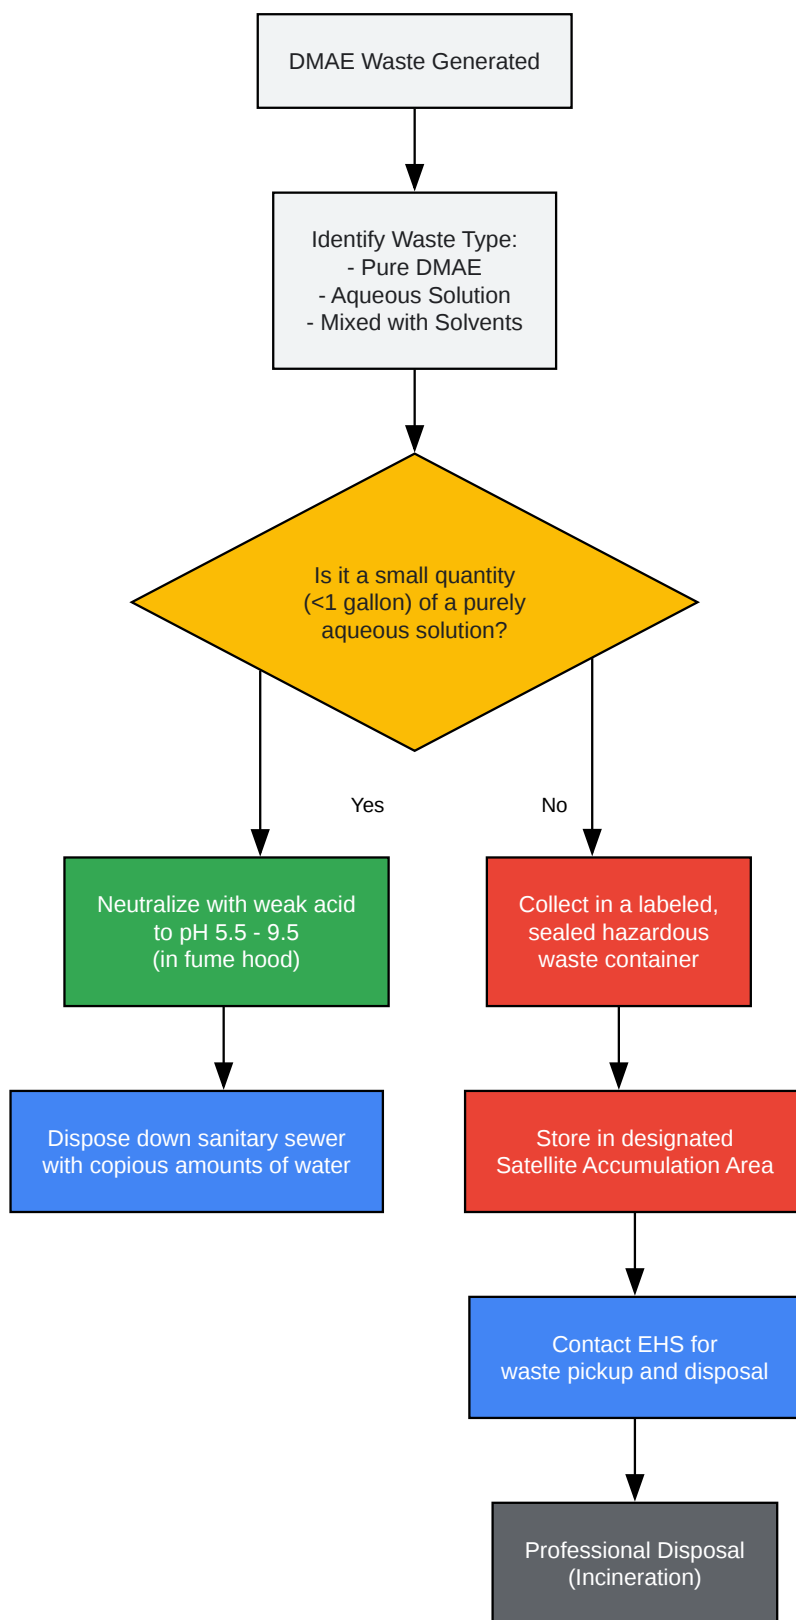 DMAE Waste Generated
Identify Waste Type:
- Pure DMAE
- Aqueous Solution
- Mixed with Solvents
Is it a small quantity
(<1 gallon) of a purely
aqueous solution?
Yes
No
Neutralize with weak acid
to pH 5.5 - 9.5
(in fume hood)
Collect in a labeled,
sealed hazardous
waste container
Dispose down sanitary sewer
with copious amounts of water
Store in designated
Satellite Accumulation Area
Contact EHS for
waste pickup and disposal
Professional Disposal
(Incineration)